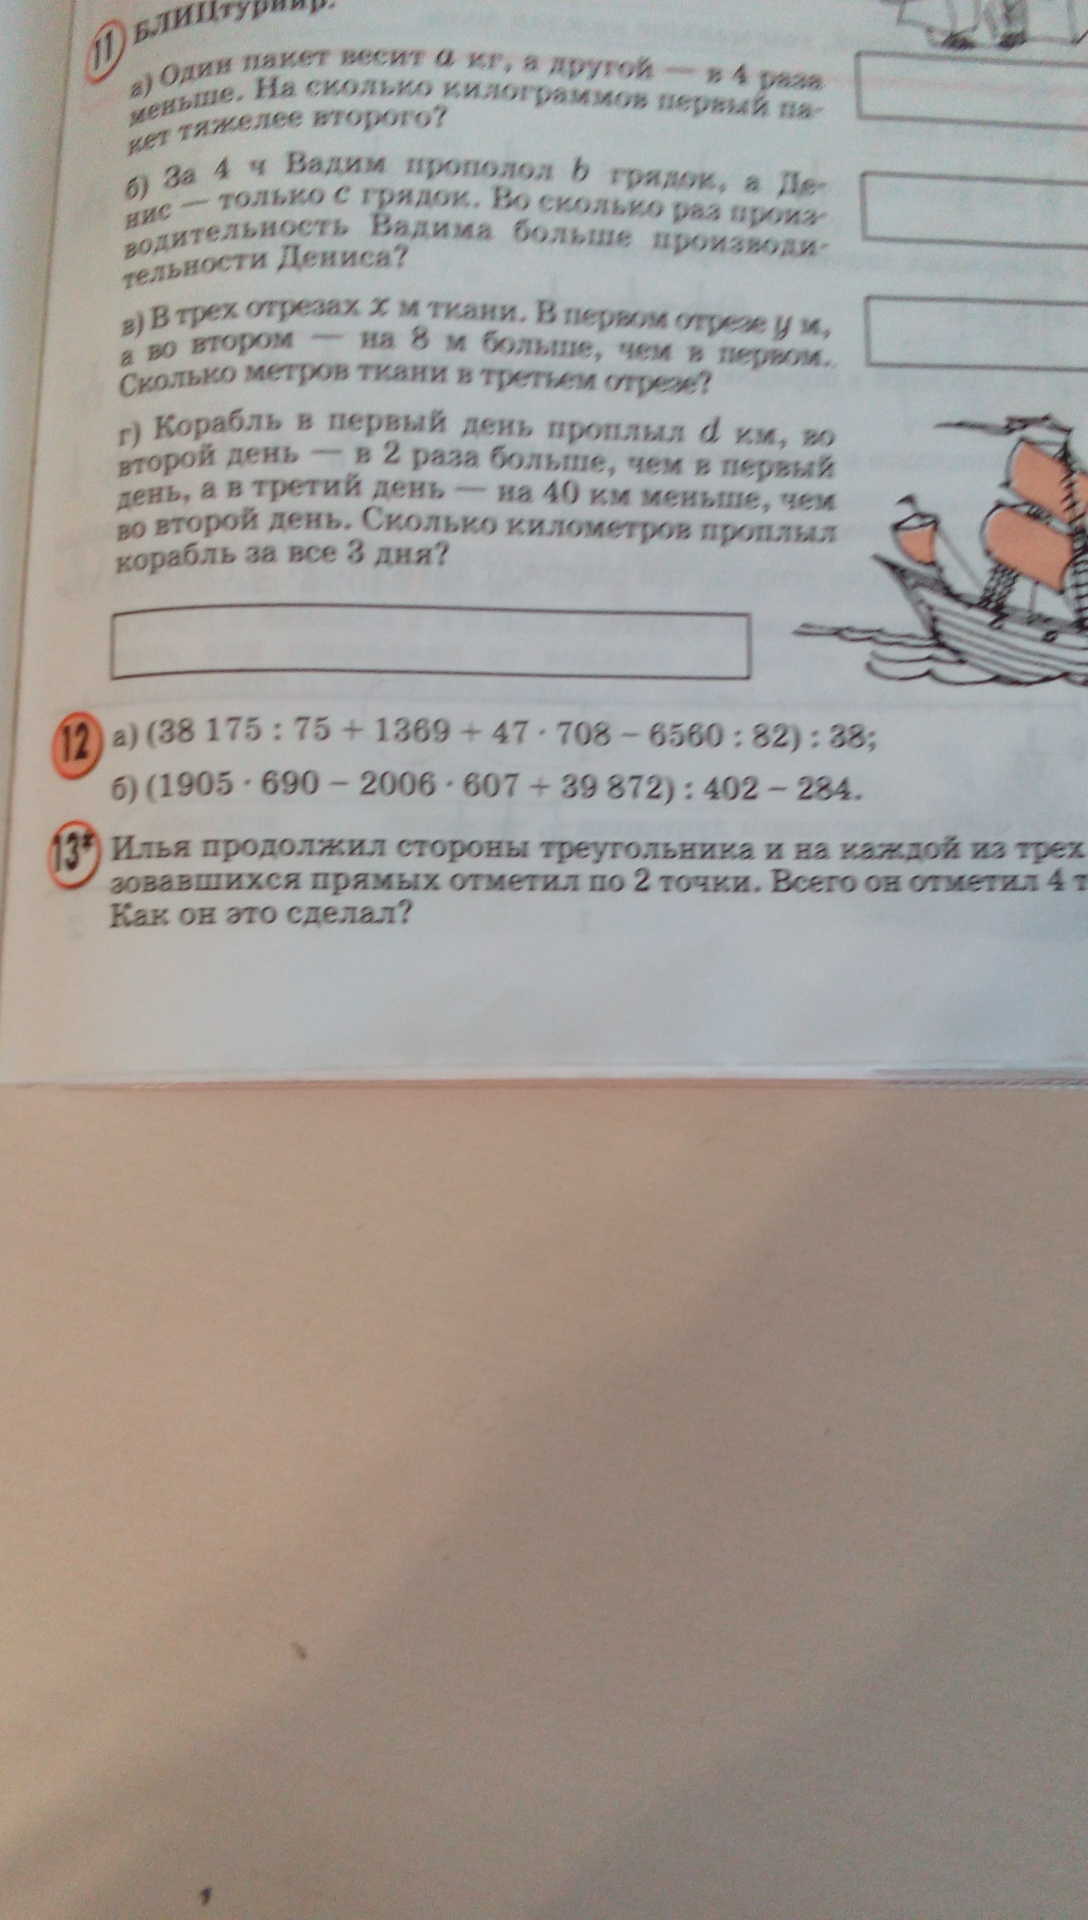 11 БЛИЦтурнир.
а) Один пакет весит a кг, а другой — в 4 раза
меньше. На сколько килограммов первый па-
кет тяжелее второго?
б) За 4 ч Вадим прополол b грядок, а Де-
нис — только c грядок. Во сколько раз произ-
водительность Вадима больше производи-
тельности Дениса?
в) В трех отрезах x м ткани. В первом отрезе y м,
а во втором — на 8 м больше, чем в первом.
Сколько метров ткани в третьем отрезе?
г) Корабль в первый день проплыл d км, во
второй день — в 2 раза больше, чем в первый
день, а в третий день — на 40 км меньше, чем
во второй день. Сколько километров проплыл
корабль за все 3 дня?
12 а) (38 175 : 75 + 1369 + 47 · 708 − 6560 : 82) : 38;
б) (1905 · 690 − 2006 · 607 + 39 872) : 402 − 284.
13* Илья продолжил стороны треугольника и на каждой из трех
зовавшихся прямых отметил по 2 точки. Всего он отметил 4 т
Как он это сделал?